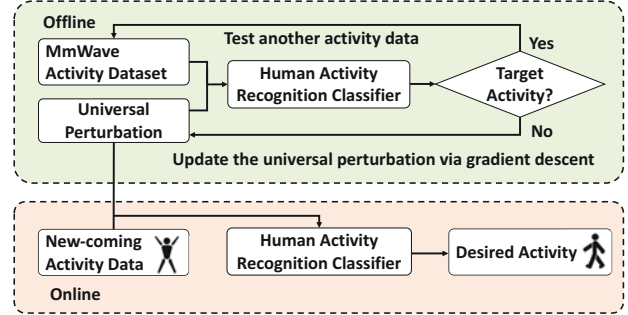 Offline
Test another activity data
Yes
MmWave
Activity Dataset
Human Activity
Recognition Classifier
Target
Activity?
Universal
Perturbation
No
Update the universal perturbation via gradient descent
New-coming
Activity Data
Human Activity
Recognition Classifier
Desired Activity
Online